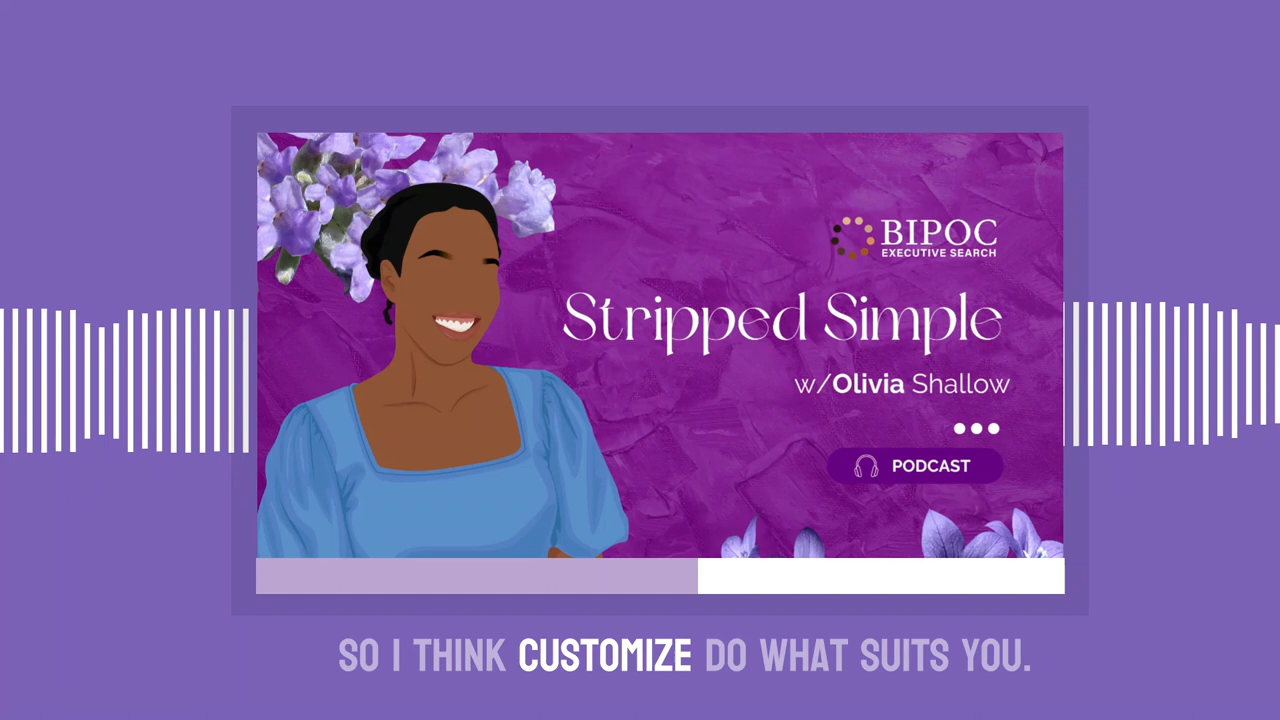 BIPOC
EXECUTIVE SEARCH
Stripped Simple
w/Olivia Shallow
PODCAST
SO I THINK CUSTOMIZE DO WHAT SUITS YOU.